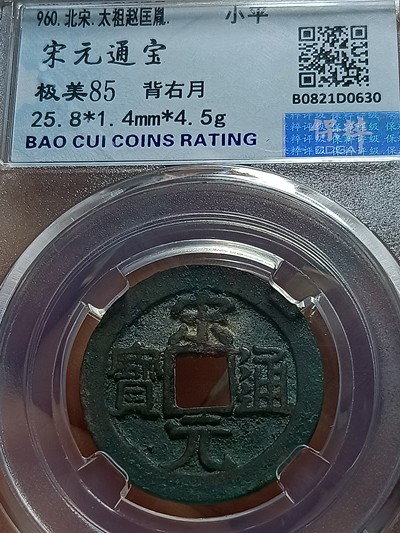 960.北宋.太祖赵匡胤. 小平
宋元通宝
极美85 背右月
B0821D0630
25.8*1.4mm*4.5g
BAO CUI COINS RATING
保粹
CCGA
宋元通寶